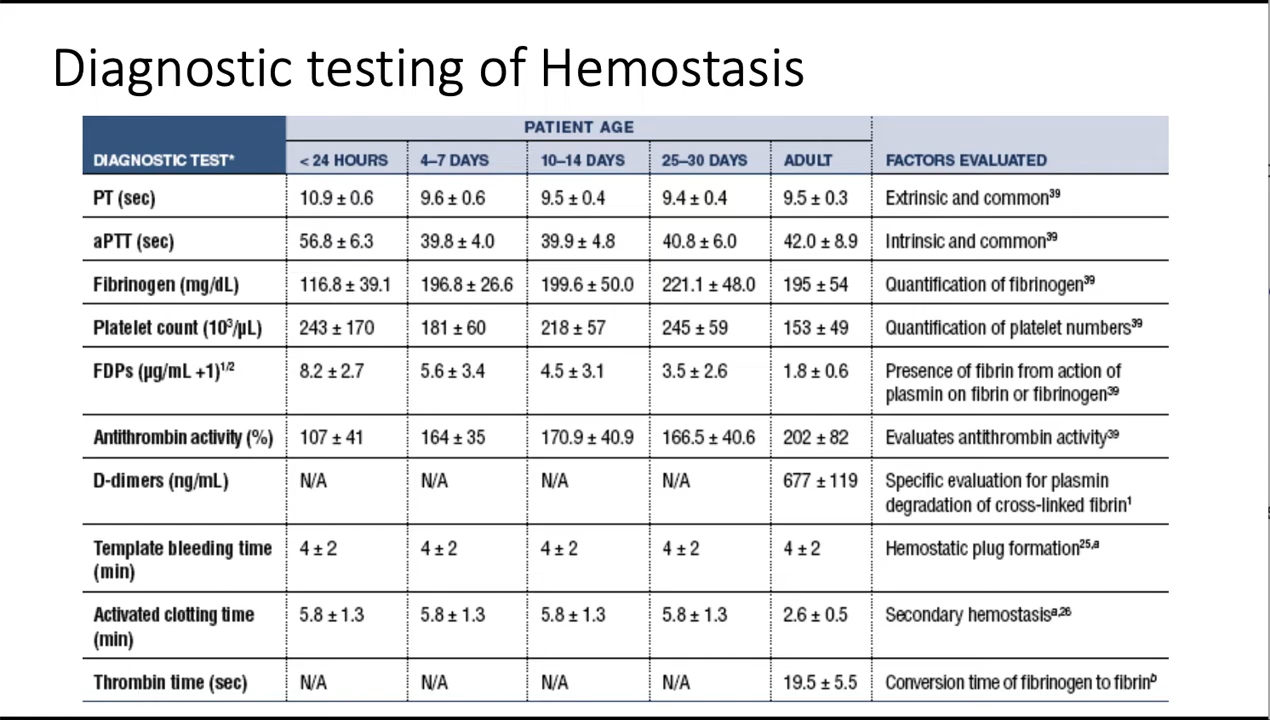 Diagnostic testing of Hemostasis
PATIENT AGE
DIAGNOSTIC TEST* < 24 HOURS 4–7 DAYS 10–14 DAYS 25–30 DAYS ADULT FACTORS EVALUATED
PT (sec) 10.9 ± 0.6 9.6 ± 0.6 9.5 ± 0.4 9.4 ± 0.4 9.5 ± 0.3 Extrinsic and common³⁹
aPTT (sec) 56.8 ± 6.3 39.8 ± 4.0 39.9 ± 4.8 40.8 ± 6.0 42.0 ± 8.9 Intrinsic and common³⁹
Fibrinogen (mg/dL) 116.8 ± 39.1 196.8 ± 26.6 199.6 ± 50.0 221.1 ± 48.0 195 ± 54 Quantification of fibrinogen³⁹
Platelet count (10³/µL) 243 ± 170 181 ± 60 218 ± 57 245 ± 59 153 ± 49 Quantification of platelet numbers³⁹
FDPs (µg/mL +1)¹/² 8.2 ± 2.7 5.6 ± 3.4 4.5 ± 3.1 3.5 ± 2.6 1.8 ± 0.6 Presence of fibrin from action of
plasmin on fibrin or fibrinogen³⁹
Antithrombin activity (%) 107 ± 41 164 ± 35 170.9 ± 40.9 166.5 ± 40.6 202 ± 82 Evaluates antithrombin activity³⁹
D-dimers (ng/mL) N/A N/A N/A N/A 677 ± 119 Specific evaluation for plasmin
degradation of cross-linked fibrin¹
Template bleeding time 4 ± 2 4 ± 2 4 ± 2 4 ± 2 4 ± 2 Hemostatic plug formation²⁵,ᵃ
(min)
Activated clotting time 5.8 ± 1.3 5.8 ± 1.3 5.8 ± 1.3 5.8 ± 1.3 2.6 ± 0.5 Secondary hemostasisᵃ,²⁶
(min)
Thrombin time (sec) N/A N/A N/A N/A 19.5 ± 5.5 Conversion time of fibrinogen to fibrinᵇ